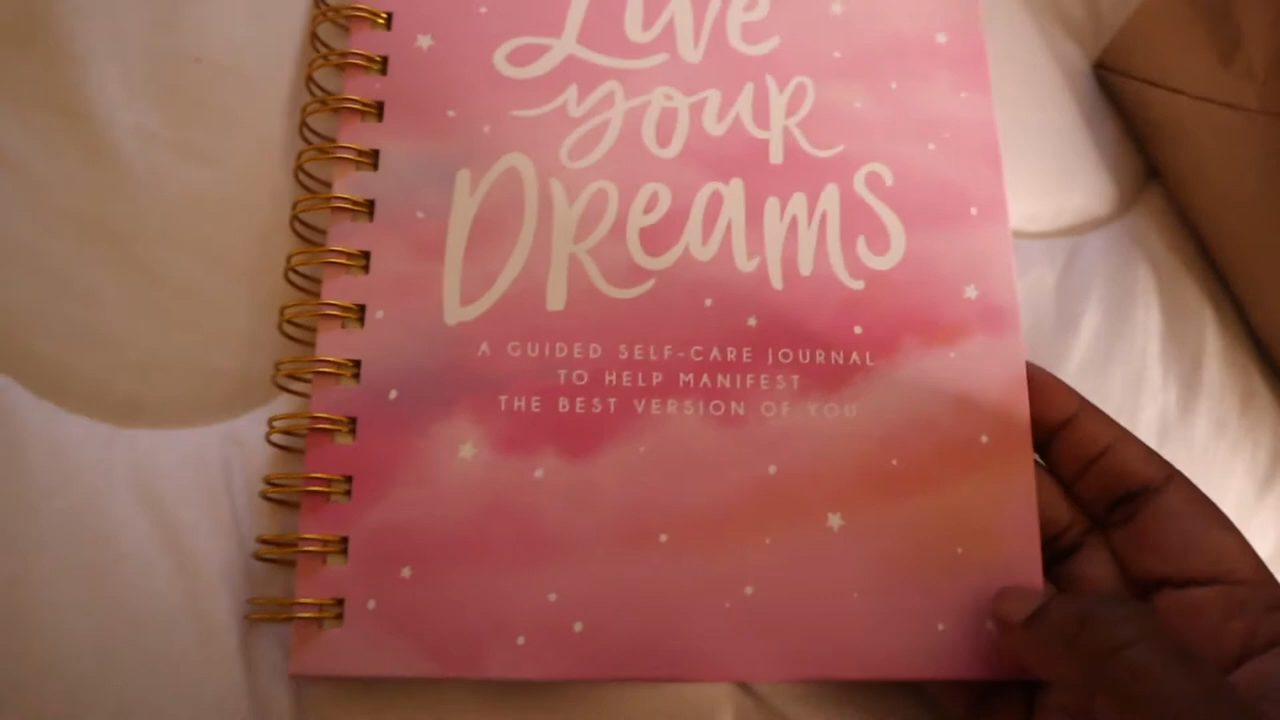 Live
your
Dreams
A GUIDED SELF-CARE JOURNAL
TO HELP MANIFEST
THE BEST VERSION OF YOU